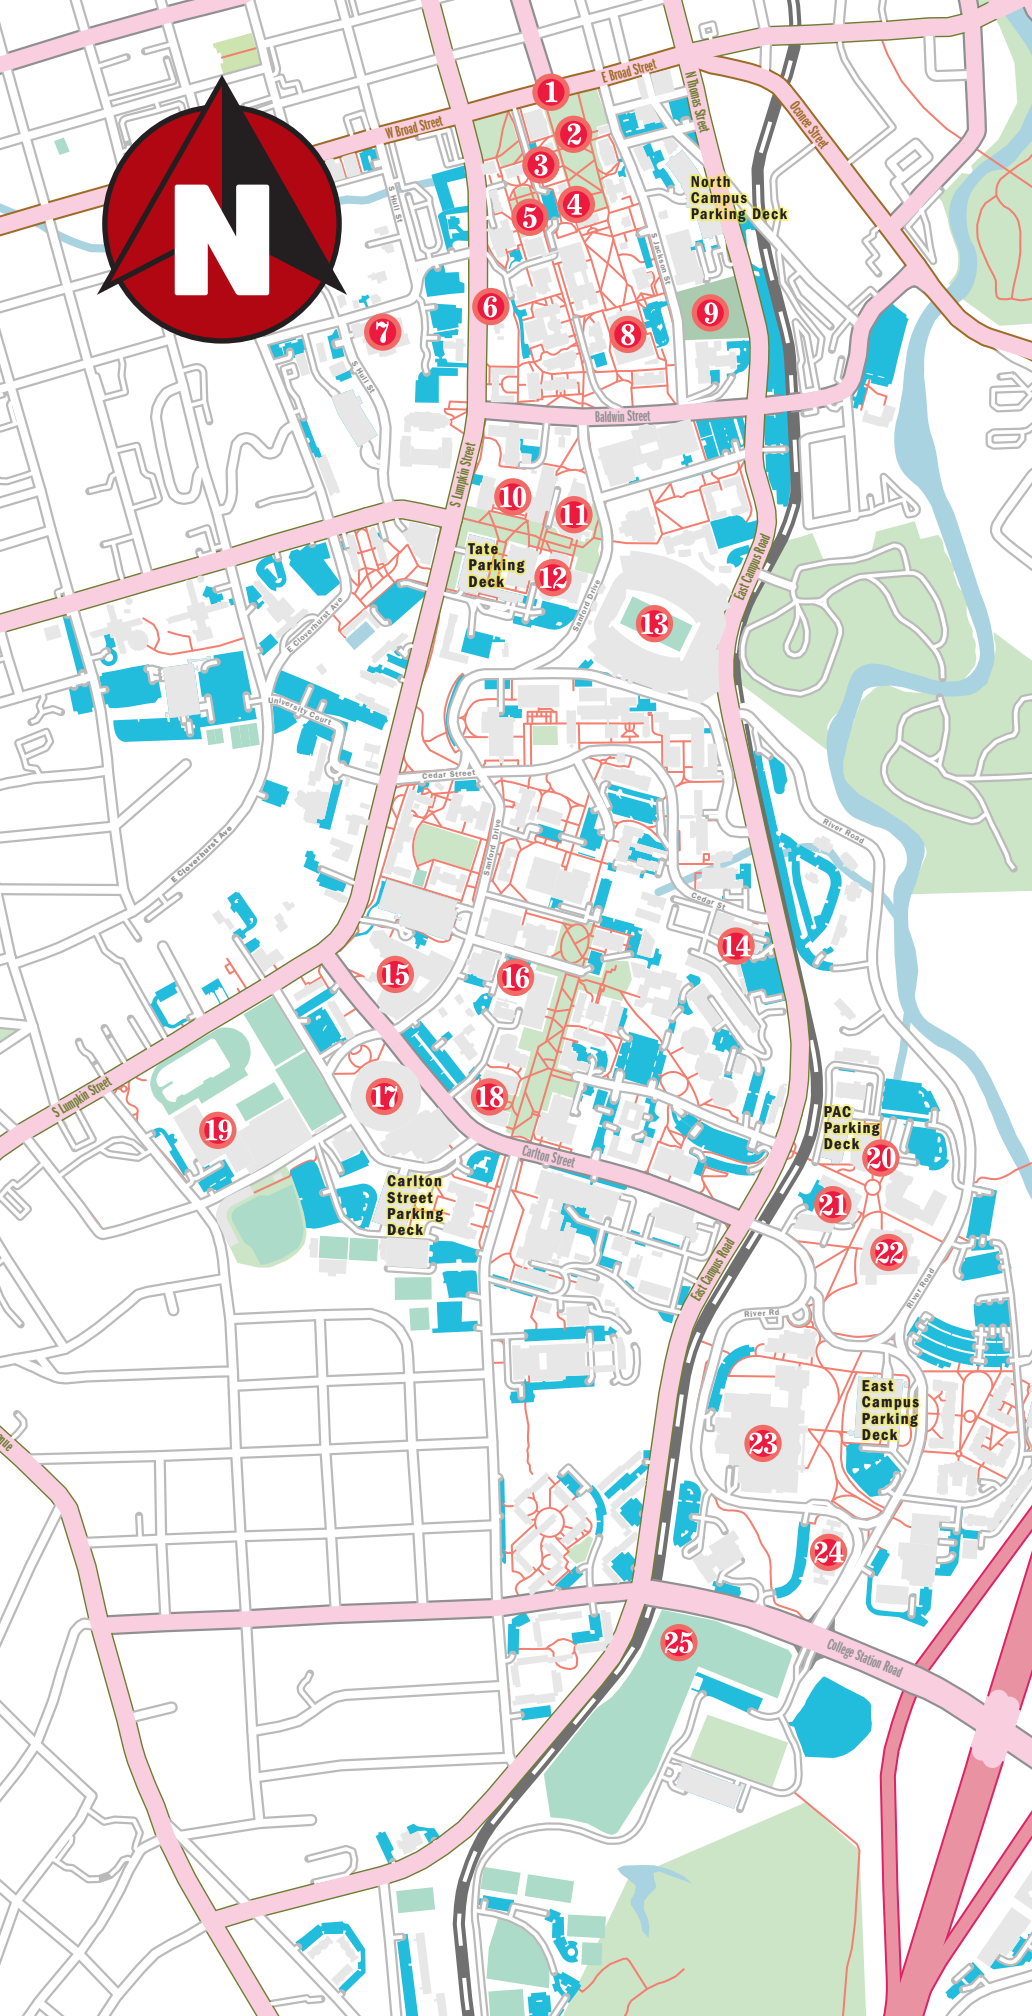 E Broad Street
W Broad Street
N Thomas Street
Oconee Street
1
2
3
4
5
North
Campus
Parking Deck
S Hull St
S Jackson St
N
6
7
8
9
S Hull St
Baldwin Street
S Lumpkin Street
10
11
Tate
Parking
Deck
12
Sanford Drive
13
East Campus Road
E Cloverhurst Ave
University Court
Cedar Street
Sanford Drive
River Road
E Cloverhurst Ave
Cedar St
14
15
16
17
18
S Lumpkin Street
19
PAC
Parking
Deck
20
Carlton Street
Carlton
Street
Parking
Deck
21
22
East Campus Road
River Road
River Rd
East
Campus
Parking
Deck
23
24
25
College Station Road